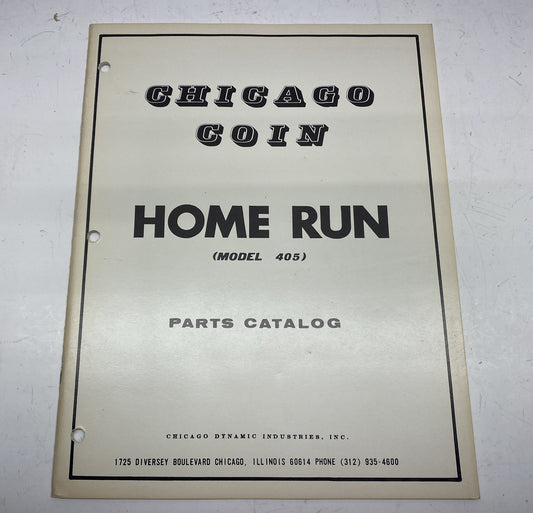 CHICAGO
COIN
HOME RUN
(MODEL 405)
PARTS CATALOG
CHICAGO DYNAMIC INDUSTRIES, INC.
1725 DIVERSEY BOULEVARD CHICAGO, ILLINOIS 60614 PHONE (312) 935-4600